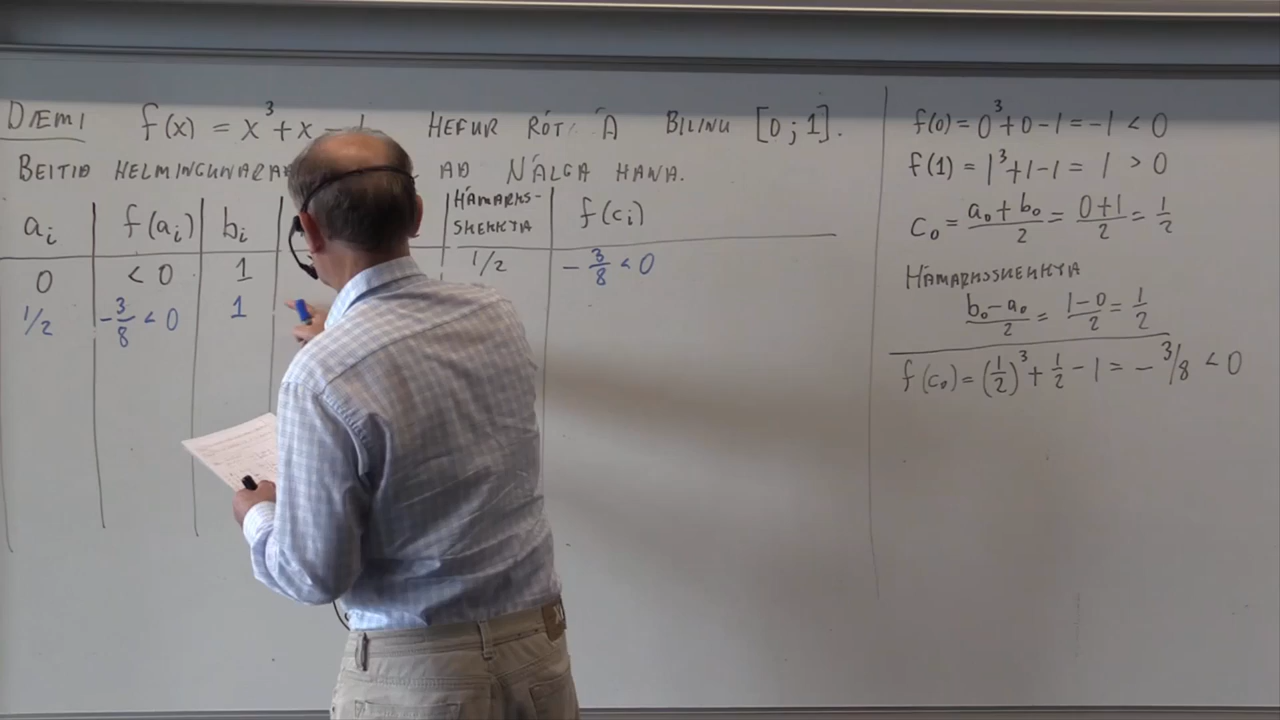 DÆMI f(x) = x³ + x - 1 HEFUR RÓT Á BILINU [0 ; 1].
BEITIÐ AÐ NÁLGA HANA.
aᵢ f(aᵢ) bᵢ HÁMARKS-SKEKKJA f(cᵢ)
0 < 0 1 1/2 -3/8 < 0
1/2 -3/8 < 0 1
f(0) = 0³ + 0 - 1 = -1 < 0
f(1) = 1³ + 1 - 1 = 1 > 0
c₀ = (a₀ + b₀)/2 = (0 + 1)/2 = 1/2
HÁMARKSSKEKKJA
(b₀ - a₀)/2 = (1 - 0)/2 = 1/2
f(c₀) = (1/2)³ + 1/2 - 1 = -3/8 < 0